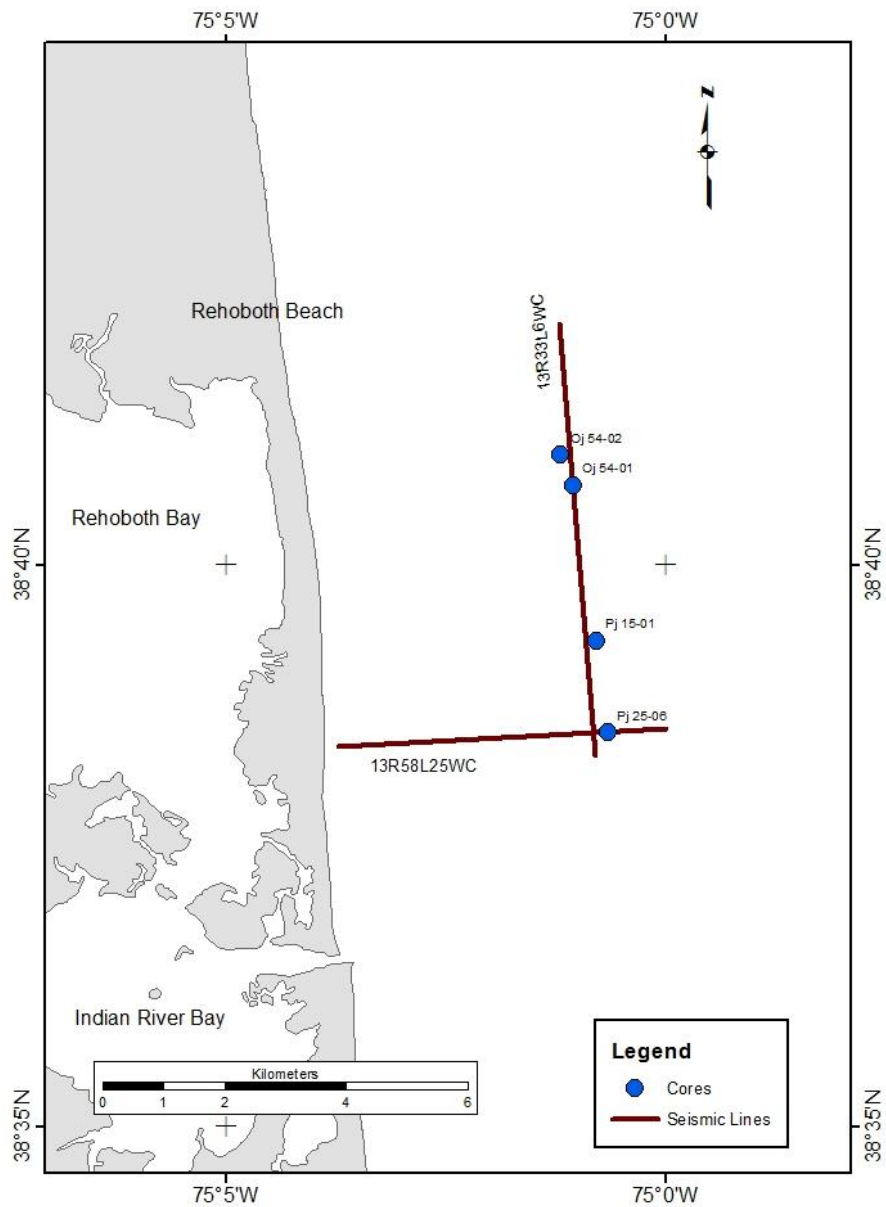 75°5'W 75°0'W
N
Rehoboth Beach
13R33L6WC
Oj 54-02
Oj 54-01
Rehoboth Bay
38°40'N 38°40'N
Pj 15-01
Pj 25-06
13R58L25WC
Indian River Bay
Kilometers
0 1 2 4 6
Legend
Cores
Seismic Lines
38°35'N 38°35'N
75°5'W 75°0'W